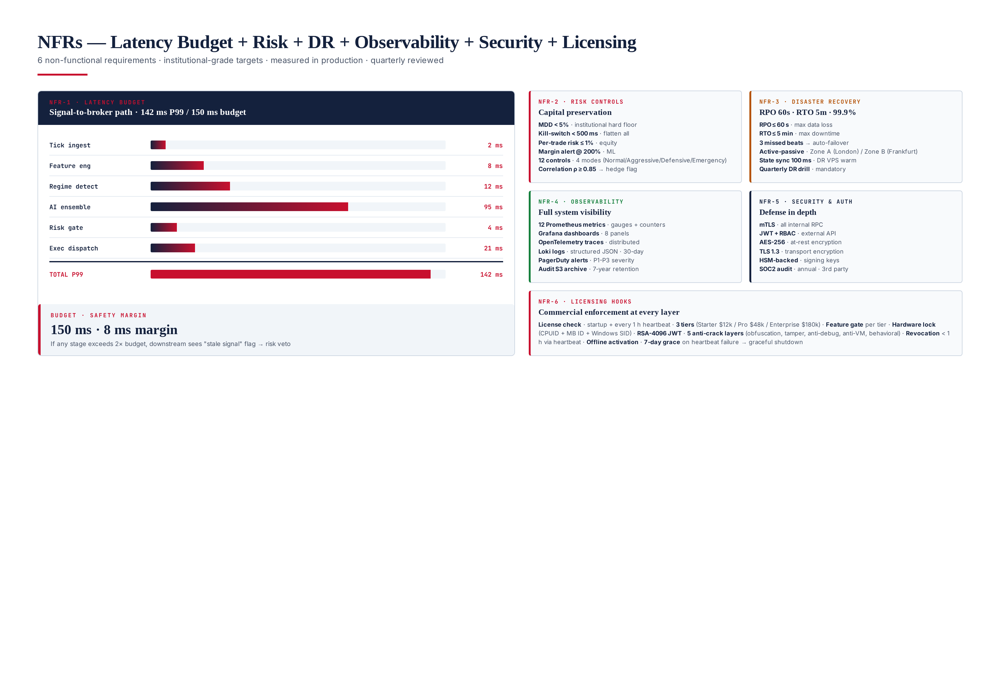 NFRs — Latency Budget + Risk + DR + Observability + Security + Licensing
6 non-functional requirements · institutional-grade targets · measured in production · quarterly reviewed
NFR-1 · LATENCY BUDGET
Signal-to-broker path · 142 ms P99 / 150 ms budget
Tick ingest 2 ms
Feature eng 8 ms
Regime detect 12 ms
AI ensemble 95 ms
Risk gate 4 ms
Exec dispatch 21 ms
TOTAL P99 142 ms
BUDGET · SAFETY MARGIN
150 ms · 8 ms margin
If any stage exceeds 2× budget, downstream sees "stale signal" flag → risk veto
NFR-2 · RISK CONTROLS
Capital preservation
MDD < 5% · institutional hard floor
Kill-switch < 500 ms · flatten all
Per-trade risk ≤ 1% · equity
Margin alert @ 200% · ML
12 controls · 4 modes (Normal/Aggressive/Defensive/Emergency)
Correlation ρ ≥ 0.85 → hedge flag
NFR-3 · DISASTER RECOVERY
RPO 60s · RTO 5m · 99.9%
RPO ≤ 60 s · max data loss
RTO ≤ 5 min · max downtime
3 missed beats → auto-failover
Active-passive · Zone A (London) / Zone B (Frankfurt)
State sync 100 ms · DR VPS warm
Quarterly DR drill · mandatory
NFR-4 · OBSERVABILITY
Full system visibility
12 Prometheus metrics · gauges + counters
Grafana dashboards · 8 panels
OpenTelemetry traces · distributed
Loki logs · structured JSON · 30-day
PagerDuty alerts · P1-P3 severity
Audit S3 archive · 7-year retention
NFR-5 · SECURITY & AUTH
Defense in depth
mTLS · all internal RPC
JWT + RBAC · external API
AES-256 · at-rest encryption
TLS 1.3 · transport encryption
HSM-backed · signing keys
SOC2 audit · annual · 3rd party
NFR-6 · LICENSING HOOKS
Commercial enforcement at every layer
License check · startup + every 1 h heartbeat · 3 tiers (Starter $12k / Pro $48k / Enterprise $180k) · Feature gate per tier · Hardware lock
(CPUID + MB ID + Windows SID) · RSA-4096 JWT · 5 anti-crack layers (obfuscation, tamper, anti-debug, anti-VM, behavioral) · Revocation < 1
h via heartbeat · Offline activation · 7-day grace on heartbeat failure → graceful shutdown